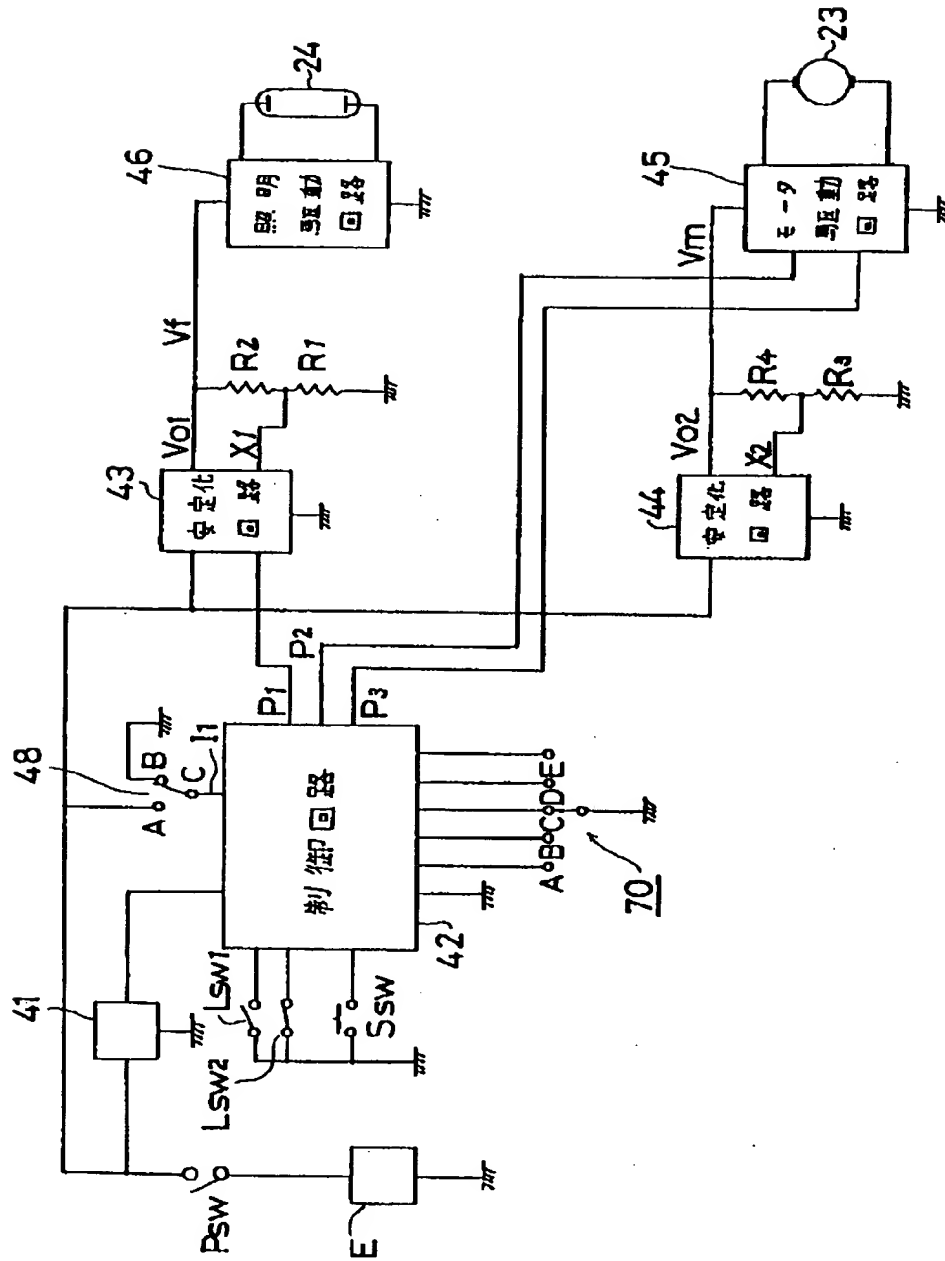 24
46
照明
駆動
回路
Vf
R2
R1
Vo1
X1
43
安定化
回路
23
45
モータ
駆動
回路
Vm
R4
R3
Vo2
X2
44
安定化
回路
P1
P2
P3
48
A
B
C
I1
制御回路
42
A
B
C
D
E
70
41
Lsw1
Lsw2
Ssw
Psw
E